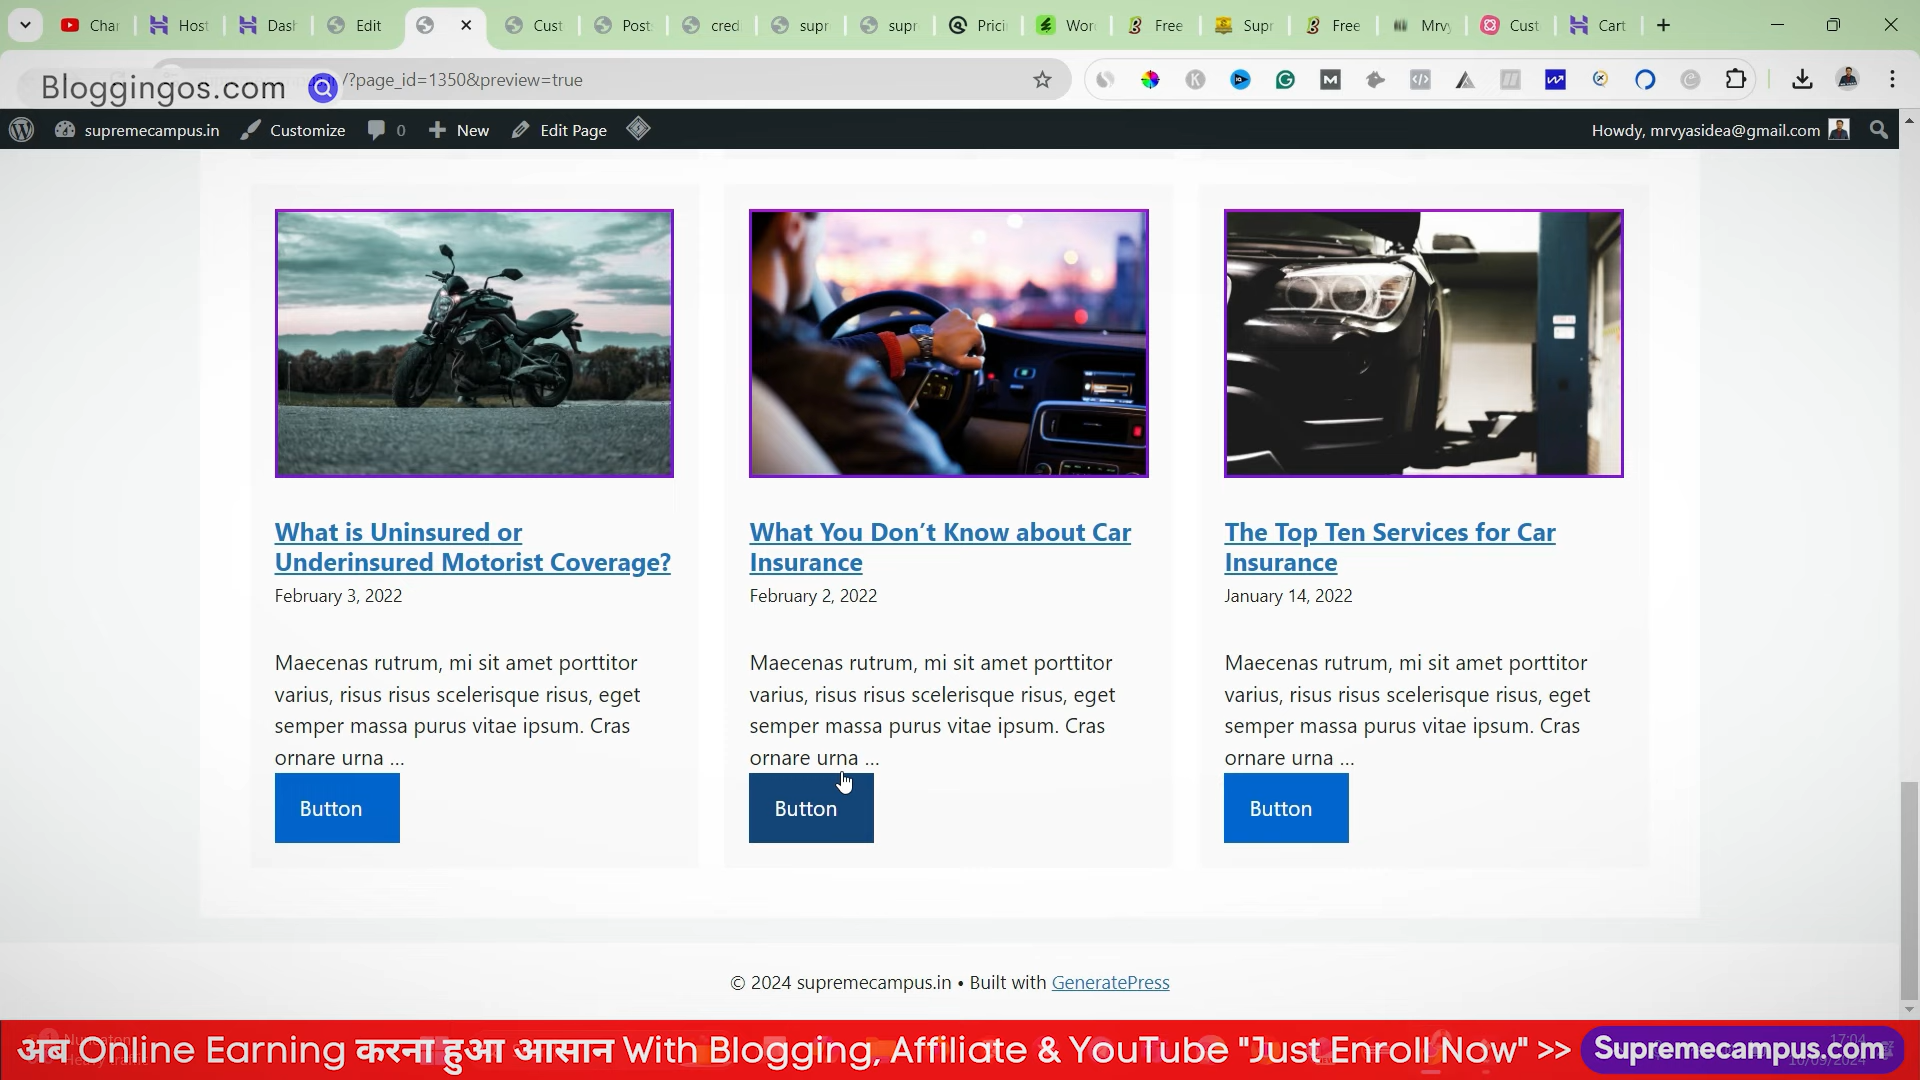 Char
Host
Dash
Edit
Cust
Post
cred
supr
supr
Prici
Wor
Free
Supr
Free
Mrvy
Cust
Cart
Bloggingos.com
/?page_id=1350&preview=true
supremecampus.in
Customize
0
New
Edit Page
Howdy, mrvyasidea@gmail.com
What is Uninsured or
Underinsured Motorist Coverage?
February 3, 2022
Maecenas rutrum, mi sit amet porttitor
varius, risus risus scelerisque risus, eget
semper massa purus vitae ipsum. Cras
ornare urna ...
Button
What You Don’t Know about Car
Insurance
February 2, 2022
Maecenas rutrum, mi sit amet porttitor
varius, risus risus scelerisque risus, eget
semper massa purus vitae ipsum. Cras
ornare urna ...
Button
The Top Ten Services for Car
Insurance
January 14, 2022
Maecenas rutrum, mi sit amet porttitor
varius, risus risus scelerisque risus, eget
semper massa purus vitae ipsum. Cras
ornare urna ...
Button
© 2024 supremecampus.in • Built with GeneratePress
अब Online Earning करना हुआ आसान With Blogging, Affiliate & YouTube "Just Enroll Now" >> Supremecampus.com